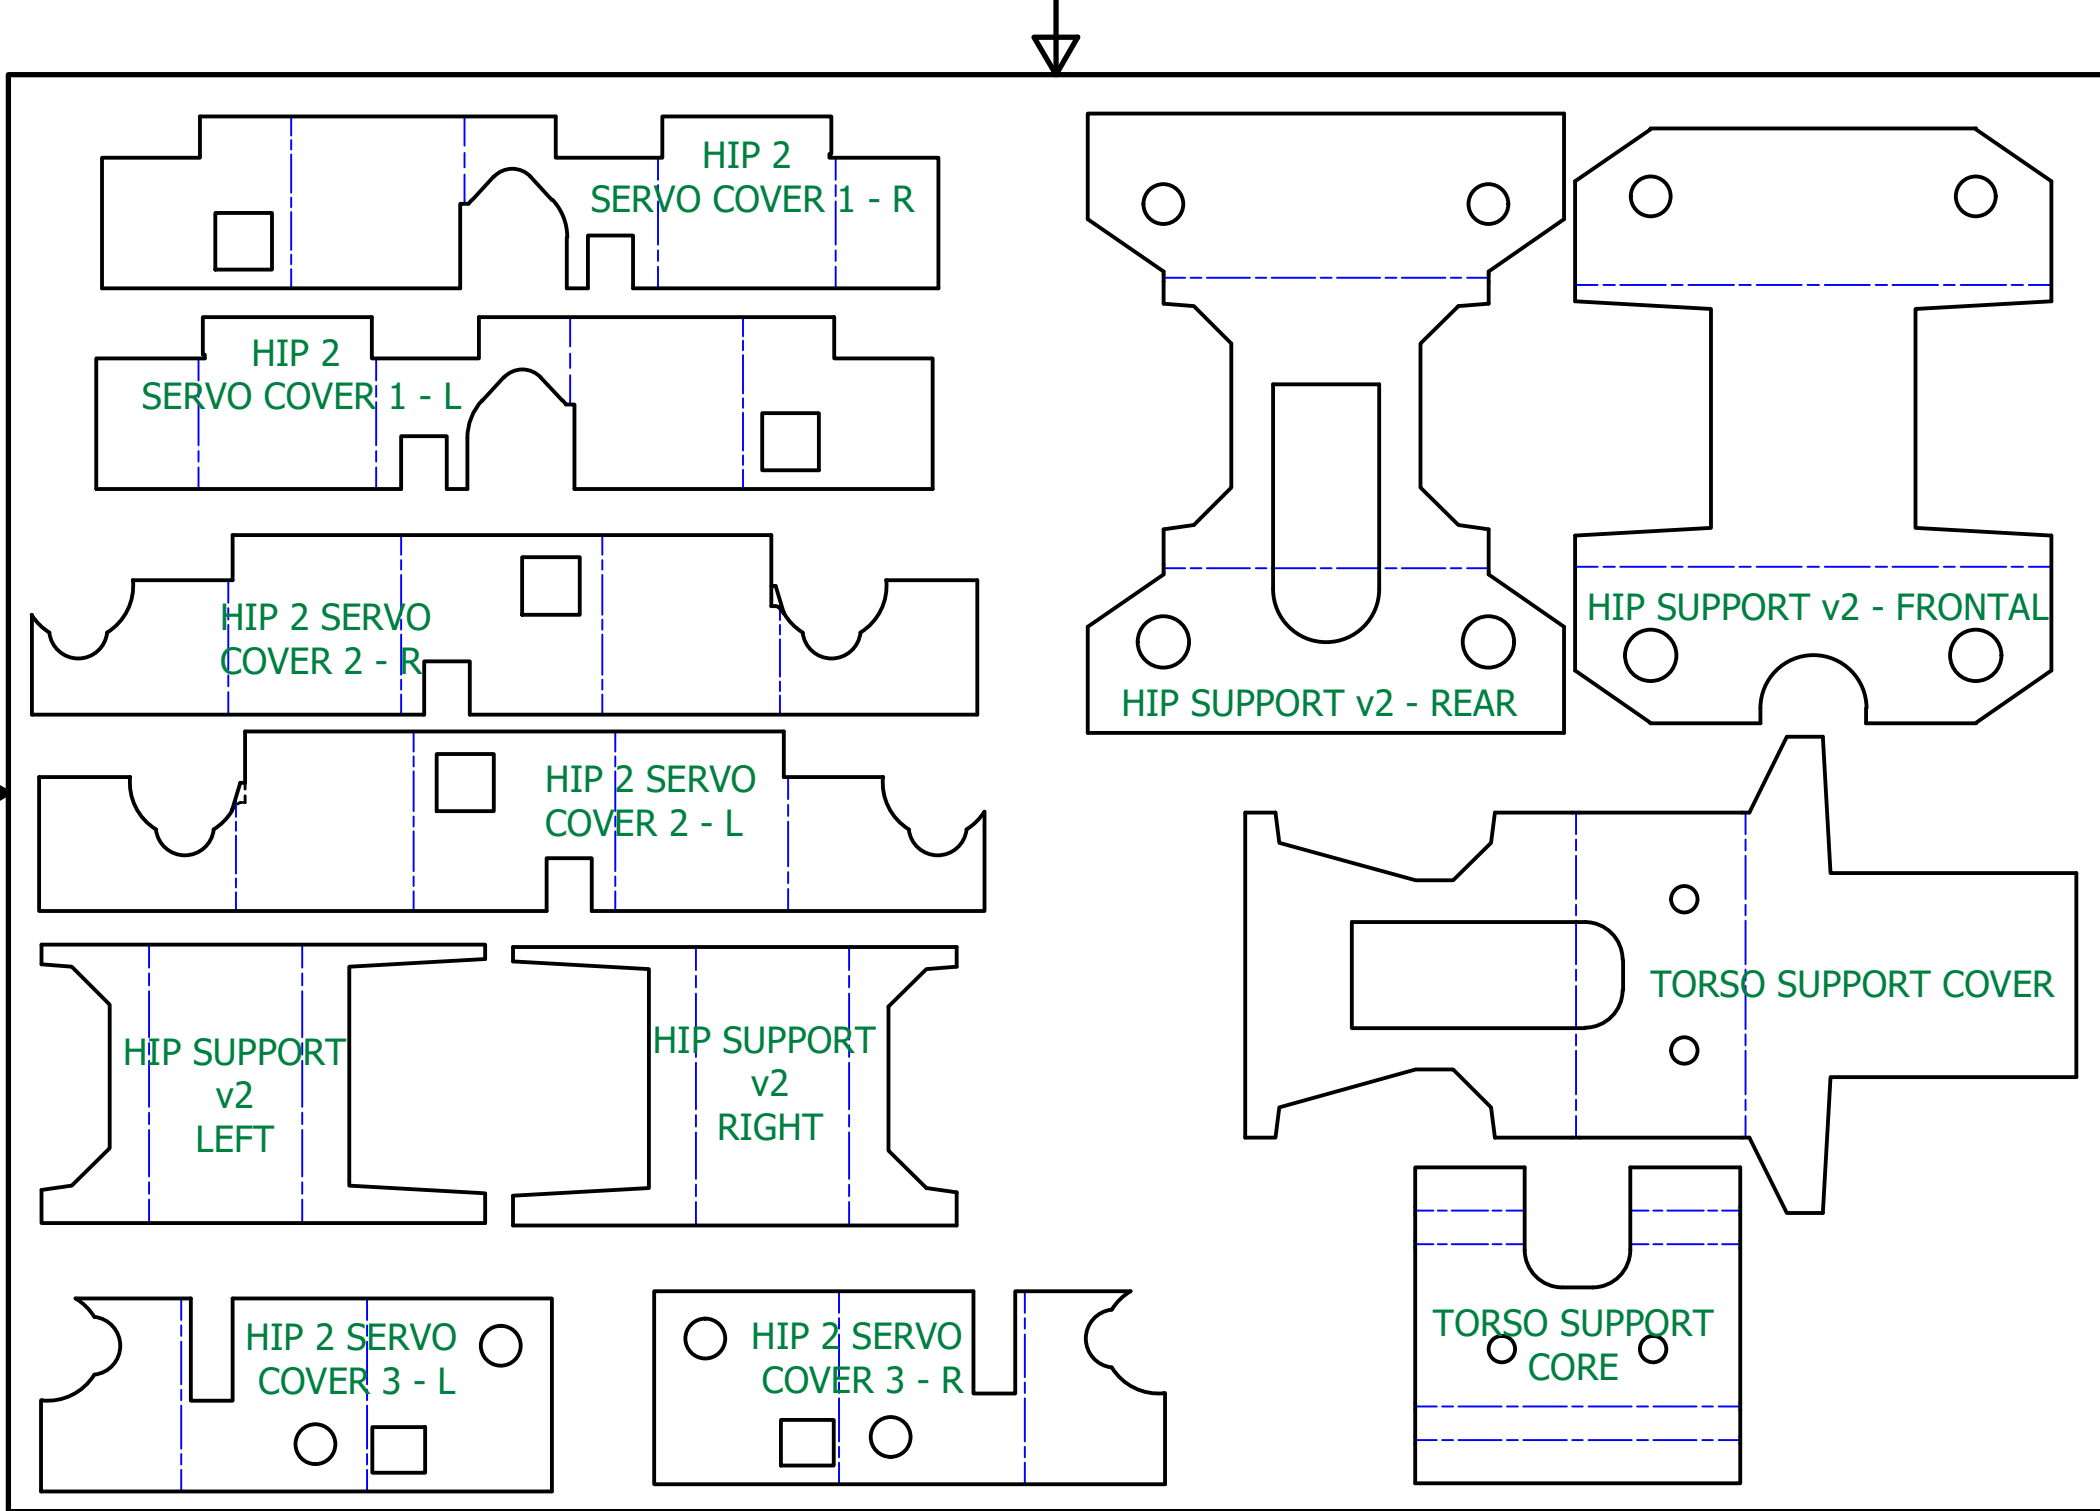 HIP 2
SERVO COVER 1 - R
HIP 2
SERVO COVER 1 - L
HIP 2 SERVO
COVER 2 - R
HIP 2 SERVO
COVER 2 - L
HIP SUPPORT
v2
LEFT
HIP SUPPORT
v2
RIGHT
HIP 2 SERVO
COVER 3 - L
HIP 2 SERVO
COVER 3 - R
HIP SUPPORT v2 - REAR
HIP SUPPORT v2 - FRONTAL
TORSO SUPPORT COVER
TORSO SUPPORT
CORE